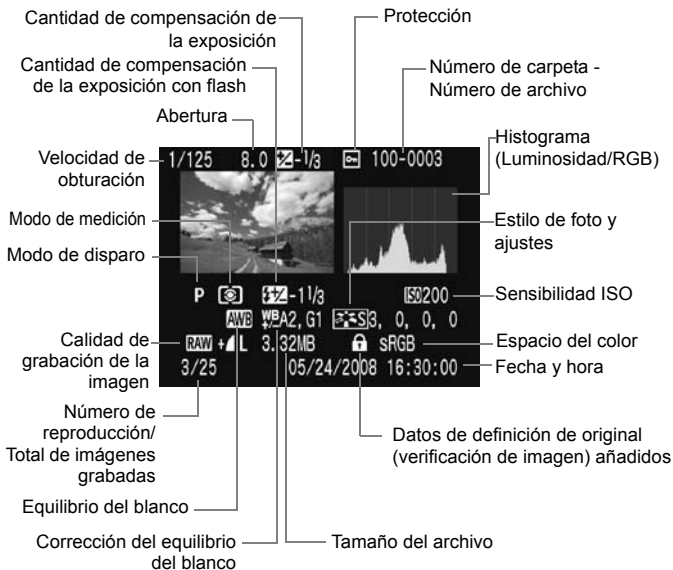 Cantidad de compensación de
la exposición
Protección
Cantidad de compensación
de la exposición con flash
Número de carpeta -
Número de archivo
Abertura
Histograma
(Luminosidad/RGB)
Velocidad de
obturación
1/125 8.0 -1/3 100-0003
Modo de medición
Estilo de foto y
ajustes
Modo de disparo
P -1 1/3 ISO 200
Sensibilidad ISO
AWB WB A2, G1 S 3, 0, 0, 0
Calidad de
grabación de la
imagen
RAW + L 3.32MB sRGB
Espacio del color
3/25 05/24/2008 16:30:00
Fecha y hora
Número de
reproducción/
Total de imágenes
grabadas
Datos de definición de original
(verificación de imagen) añadidos
Equilibrio del blanco
Corrección del equilibrio
del blanco
Tamaño del archivo